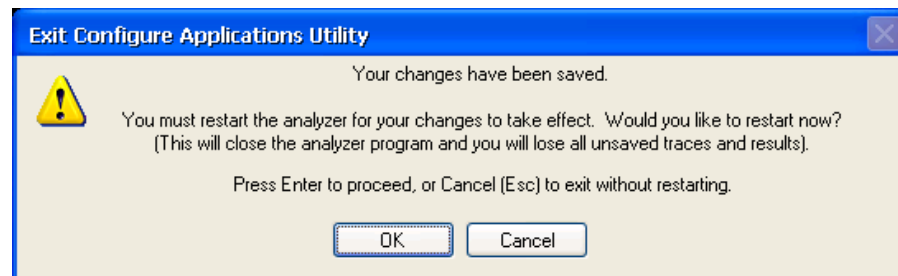 Exit Configure Applications Utility
Your changes have been saved.
You must restart the analyzer for your changes to take effect. Would you like to restart now?
(This will close the analyzer program and you will lose all unsaved traces and results).
Press Enter to proceed, or Cancel (Esc) to exit without restarting.
OK Cancel